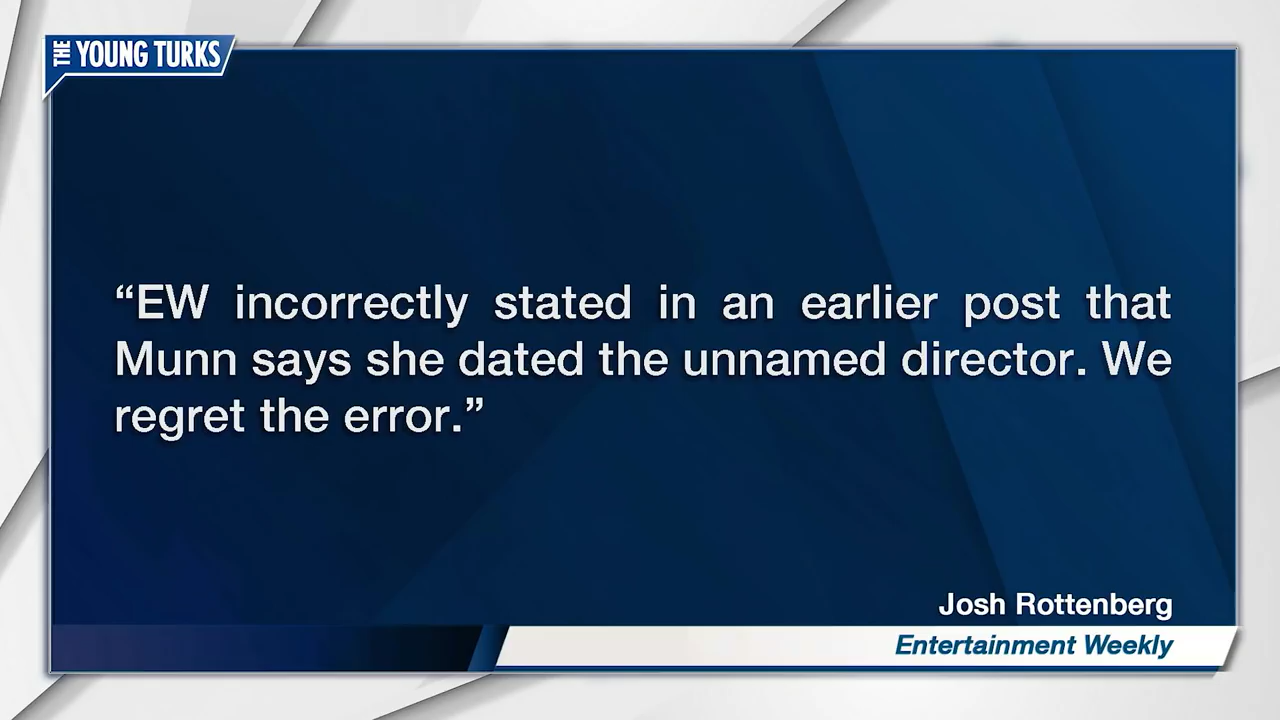 THE YOUNG TURKS
“EW incorrectly stated in an earlier post that
Munn says she dated the unnamed director. We
regret the error.”
Josh Rottenberg
Entertainment Weekly